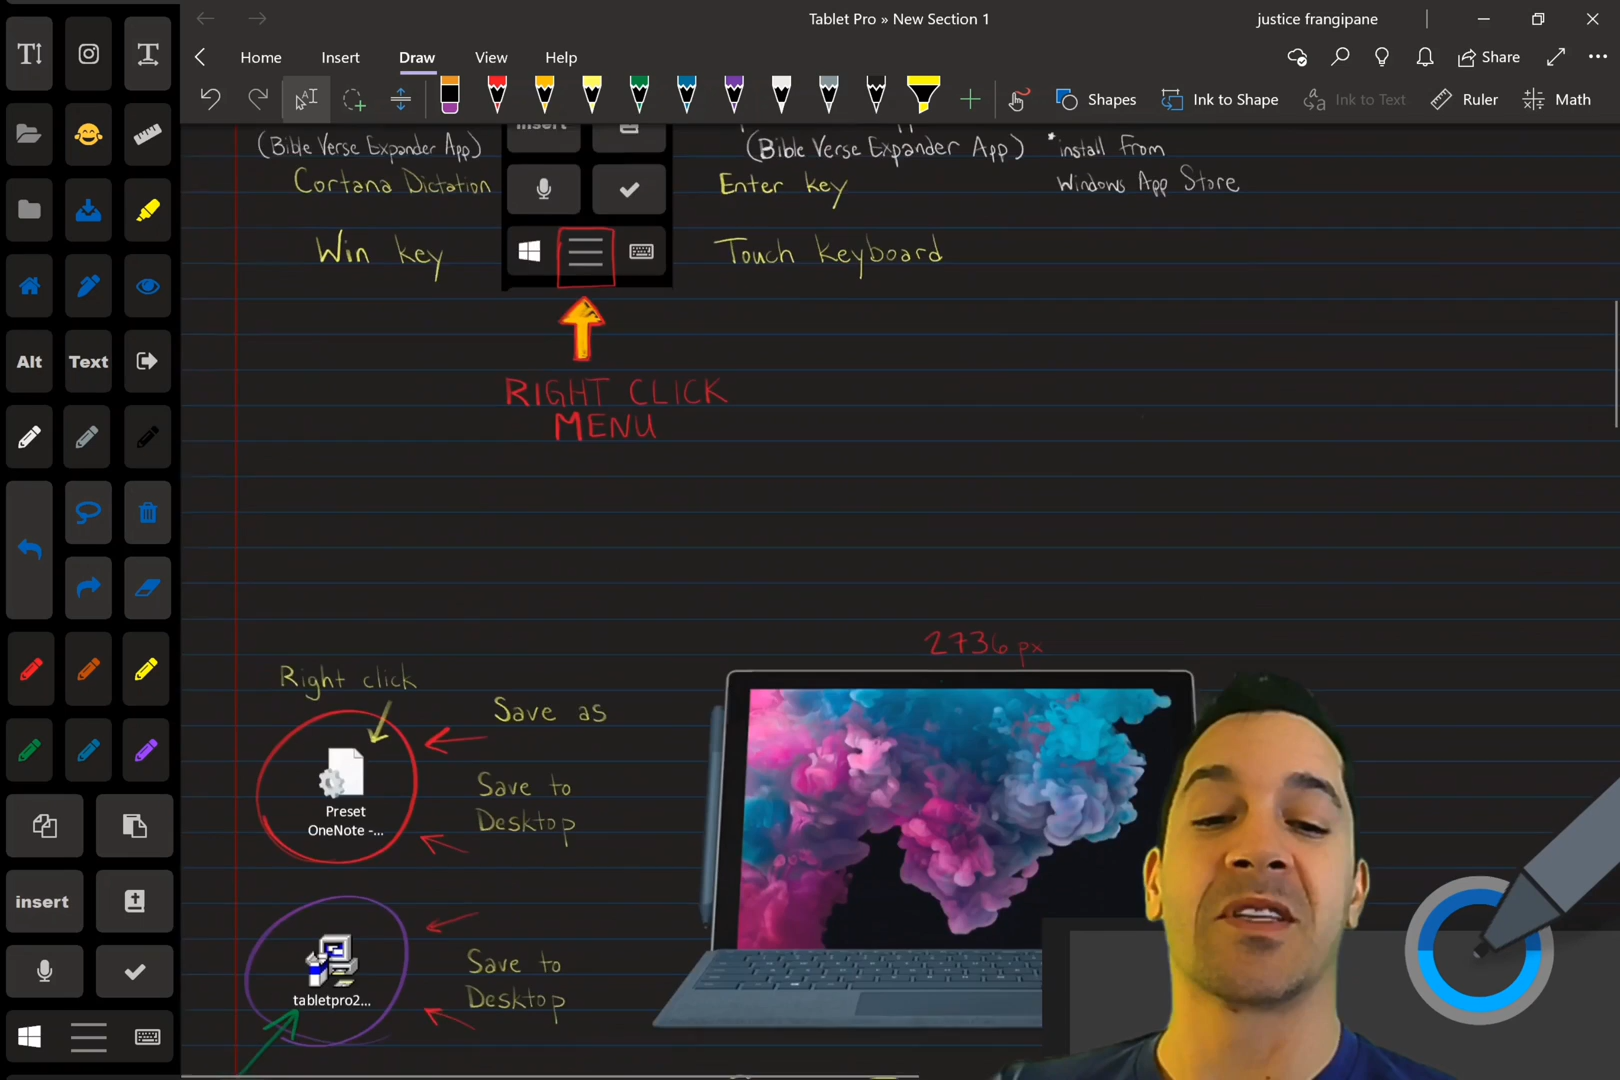 Tablet Pro » New Section 1
justice frangipane
Home
Insert
Draw
View
Help
Share
Shapes
Ink to Shape
Ink to Text
Ruler
Math
Alt
Text
insert
(Bible Verse Expander App)
Cortana Dictation
Win key
(Bible Verse Expander App)
Enter key
Touch keyboard
*install from
Windows App Store
RIGHT CLICK
MENU
2736 px
Right click
Save as
Save to
Desktop
Preset
OneNote -...
Save to
Desktop
tabletpro2...